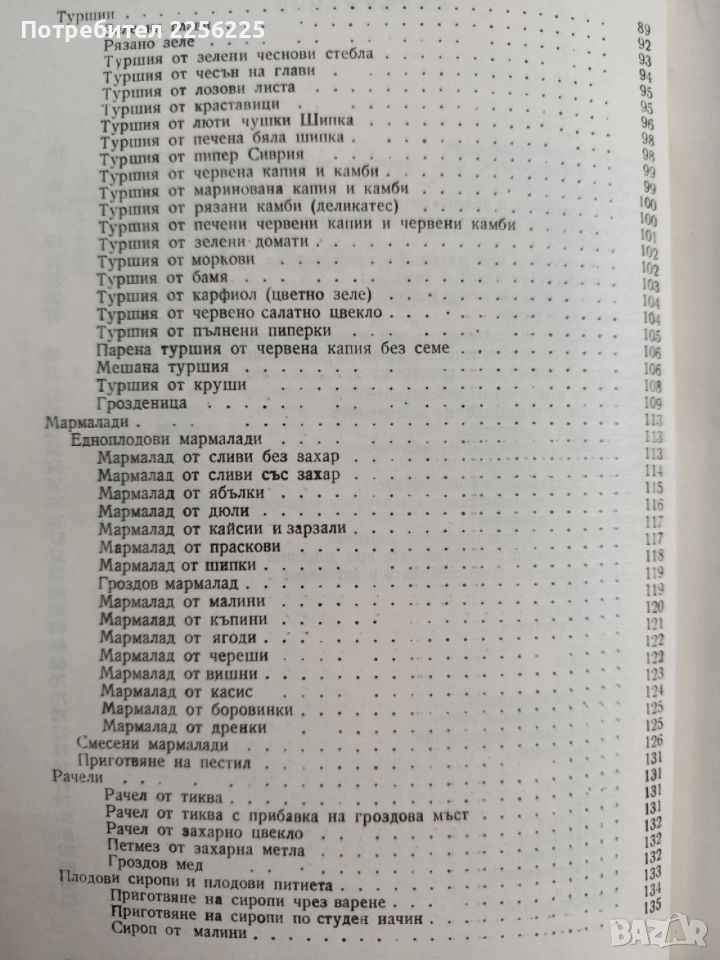 Потребител 2256225
Туршии 89
Рязано зеле 93
Туршия от зелени чеснови стебла 94
Туршия от чесън на глави 95
Туршия от лозови листа 95
Туршия от краставици 96
Туршия от люти чушки Шипка 98
Туршия от печена бяла шипка 98
Туршия от пипер Сиврия 99
Туршия от червена капия и камби 99
Туршия от маринована капия и камби 100
Туршия от рязани камби (деликатес) 100
Туршия от печени червени капии и червени камби 101
Туршия от зелени домати 102
Туршия от моркови 102
Туршия от бамя 103
Туршия от карфиол (цветно зеле) 104
Туршия от червено салатно цвекло 104
Туршия от пълнени пиперки 105
Парена туршия от червена капия без семе 106
Мешана туршия 106
Туршия от круши 108
Грозденица 109
Мармалади 113
Едноплодови мармалади 113
Мармалад от сливи без захар 113
Мармалад от сливи със захар 114
Мармалад от ябълки 115
Мармалад от дюли 116
Мармалад от кайсии и зарзали 117
Мармалад от праскови 117
Мармалад от шипки 118
Гроздов мармалад 119
Мармалад от малини 119
Мармалад от къпини 120
Мармалад от ягоди 121
Мармалад от череши 122
Мармалад от вишни 122
Мармалад от касис 123
Мармалад от боровинки 124
Мармалад от дренки 125
Смесени мармалади 125
Приготвяне на пестил 126
Рачели 131
Рачел от тиква 131
Рачел от тиква с прибавка на гроздова мъст 131
Рачел от захарно цвекло 131
Петмез от захарна метла 132
Гроздов мед 132
Плодови сиропи и плодови питиета 132
Приготвяне на сиропи чрез варене 133
Приготвяне на сиропи по студен начин 134
Сироп от малини 135
BAZAR